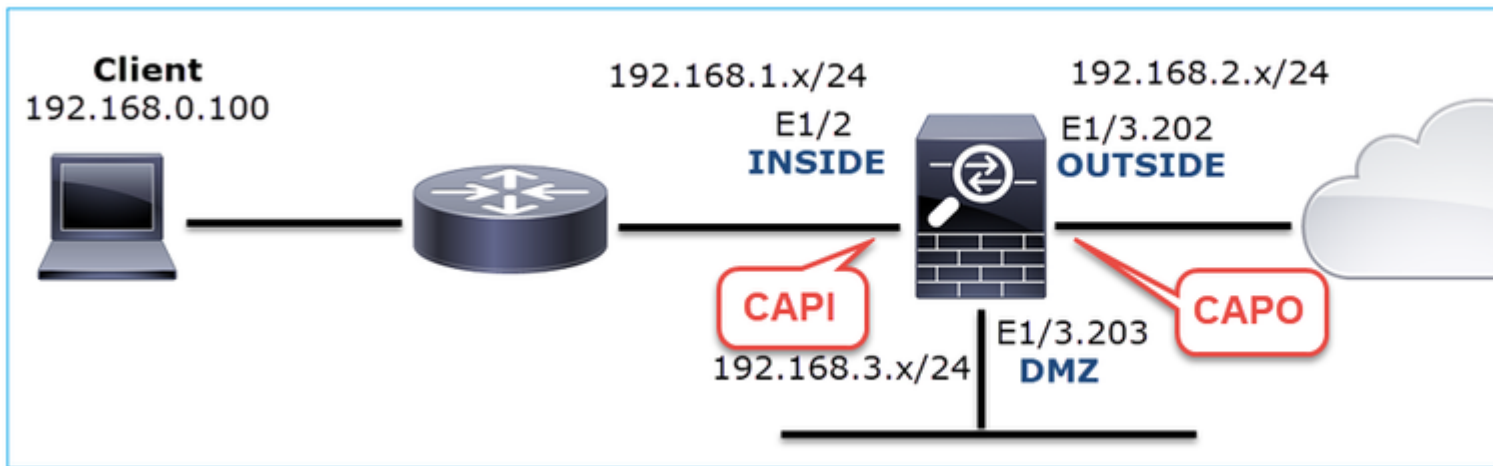 Client
192.168.0.100
192.168.1.x/24
E1/2
INSIDE
192.168.2.x/24
E1/3.202
OUTSIDE
CAPI
CAPO
E1/3.203
DMZ
192.168.3.x/24